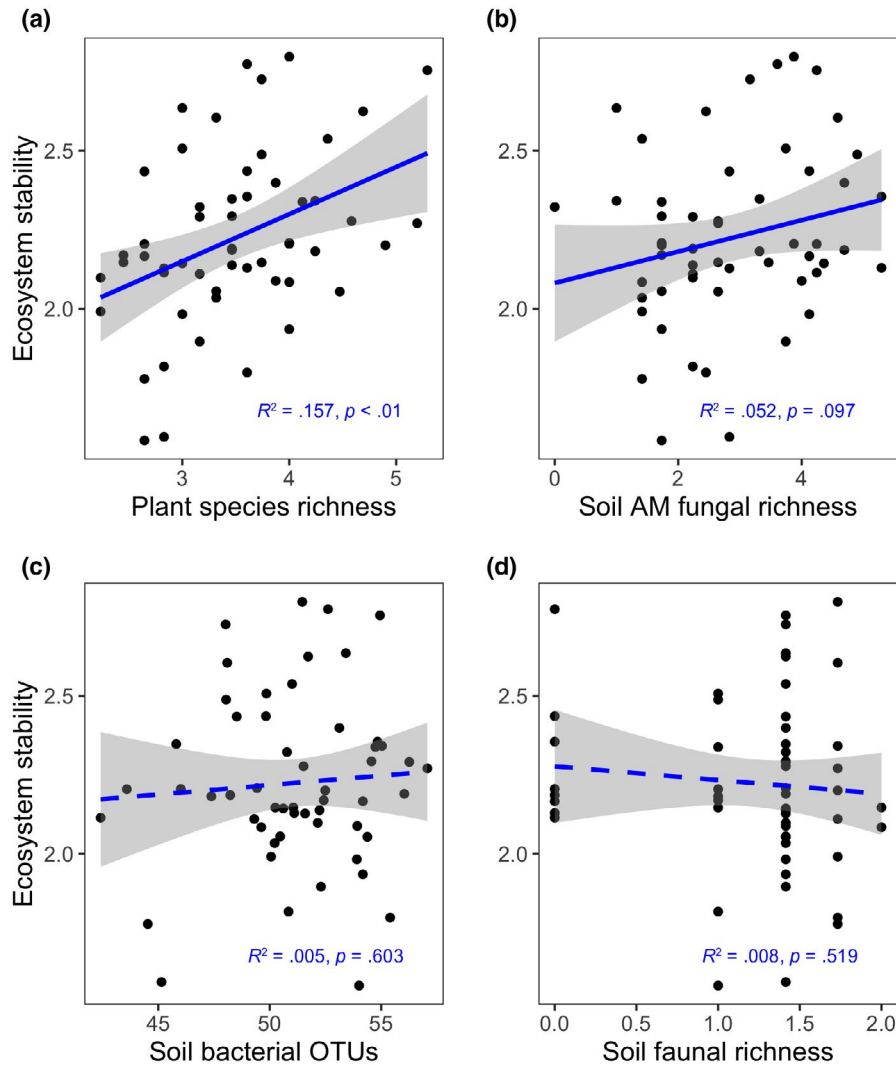 (a)
(b)
Ecosystem stability
2.5
2.0
R² = .157, p < .01
3 4 5
Plant species richness
2.5
2.0
R² = .052, p = .097
0 2 4
Soil AM fungal richness
(c)
(d)
Ecosystem stability
2.5
2.0
R² = .005, p = .603
45 50 55
Soil bacterial OTUs
2.5
2.0
R² = .008, p = .519
0.0 0.5 1.0 1.5 2.0
Soil faunal richness